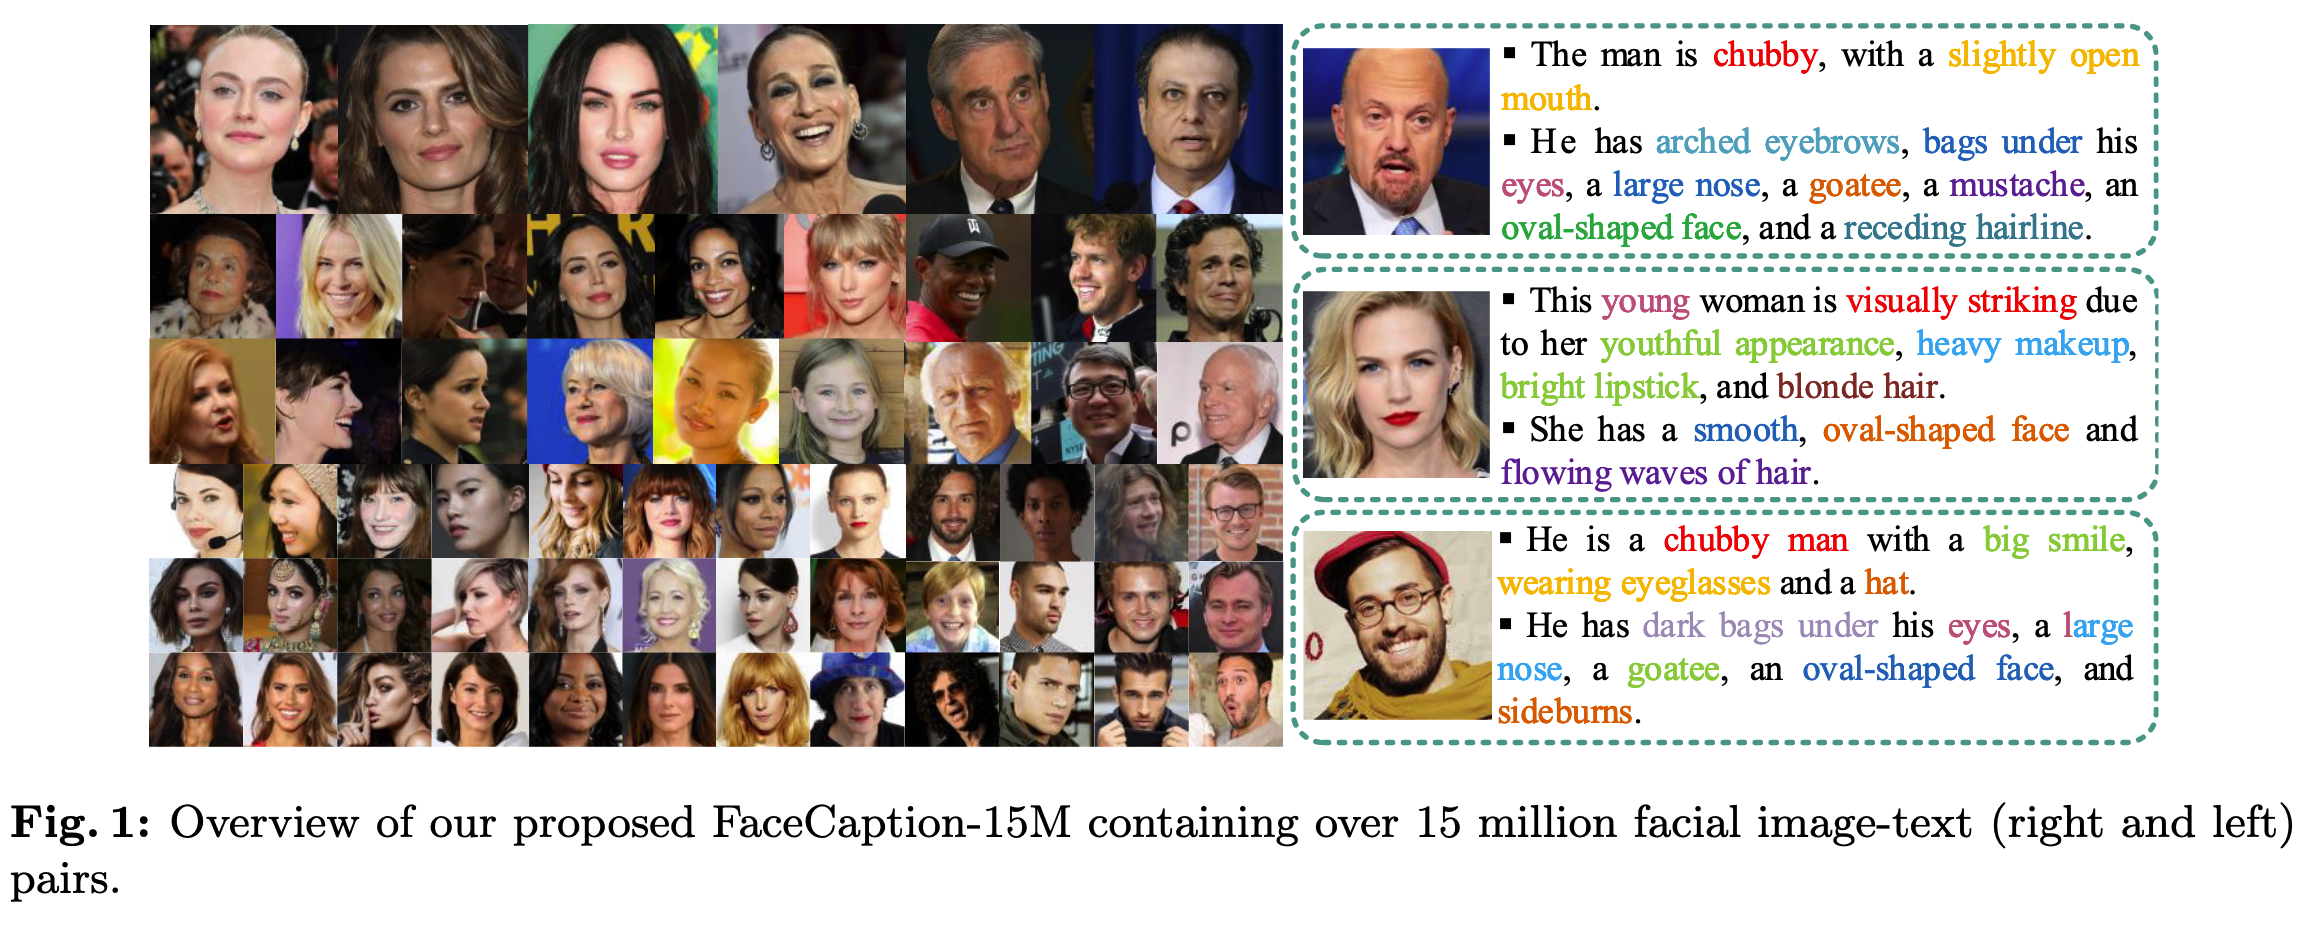 ▪ The man is chubby, with a slightly open
mouth.
▪ He has arched eyebrows, bags under his
eyes, a large nose, a goatee, a mustache, an
oval-shaped face, and a receding hairline.
▪ This young woman is visually striking due
to her youthful appearance, heavy makeup,
bright lipstick, and blonde hair.
▪ She has a smooth, oval-shaped face and
flowing waves of hair.
▪ He is a chubby man with a big smile,
wearing eyeglasses and a hat.
▪ He has dark bags under his eyes, a large
nose, a goatee, an oval-shaped face, and
sideburns.
Fig. 1: Overview of our proposed FaceCaption-15M containing over 15 million facial image-text (right and left)
pairs.